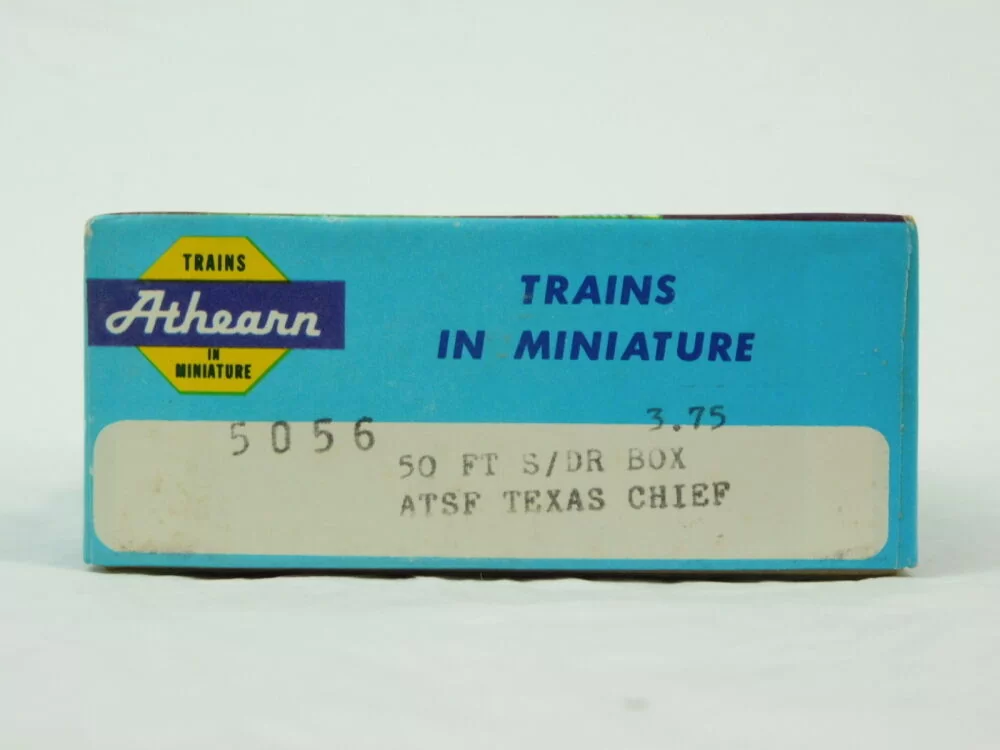 TRAINS
Athearn
IN
MINIATURE
TRAINS
IN MINIATURE
5056
3.75
50 FT S/DR BOX
ATSF TEXAS CHIEF